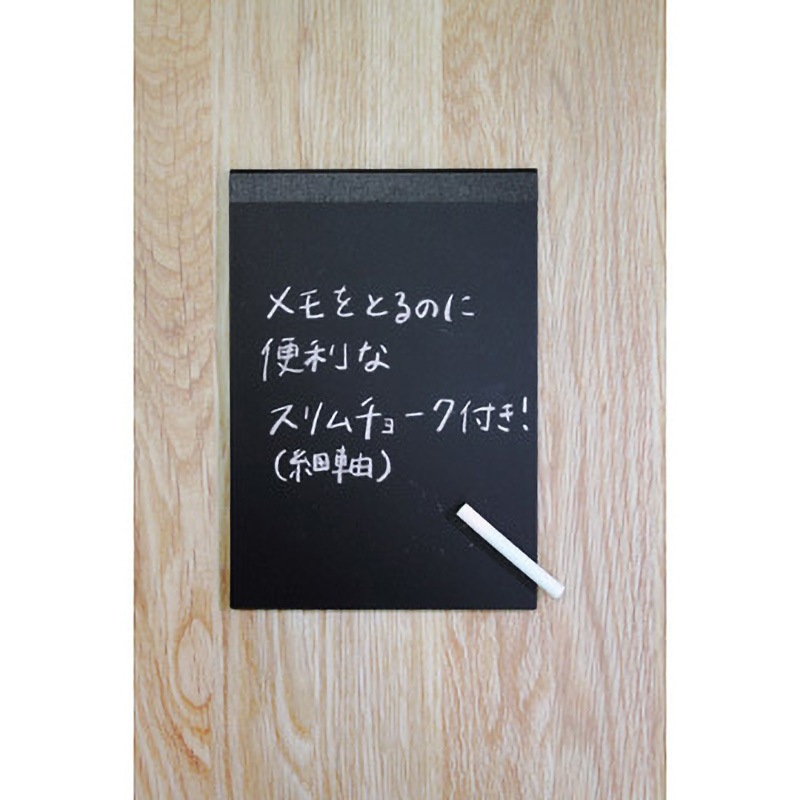 メモをとるのに
便利な
スリムチョーク付き!
(細軸)